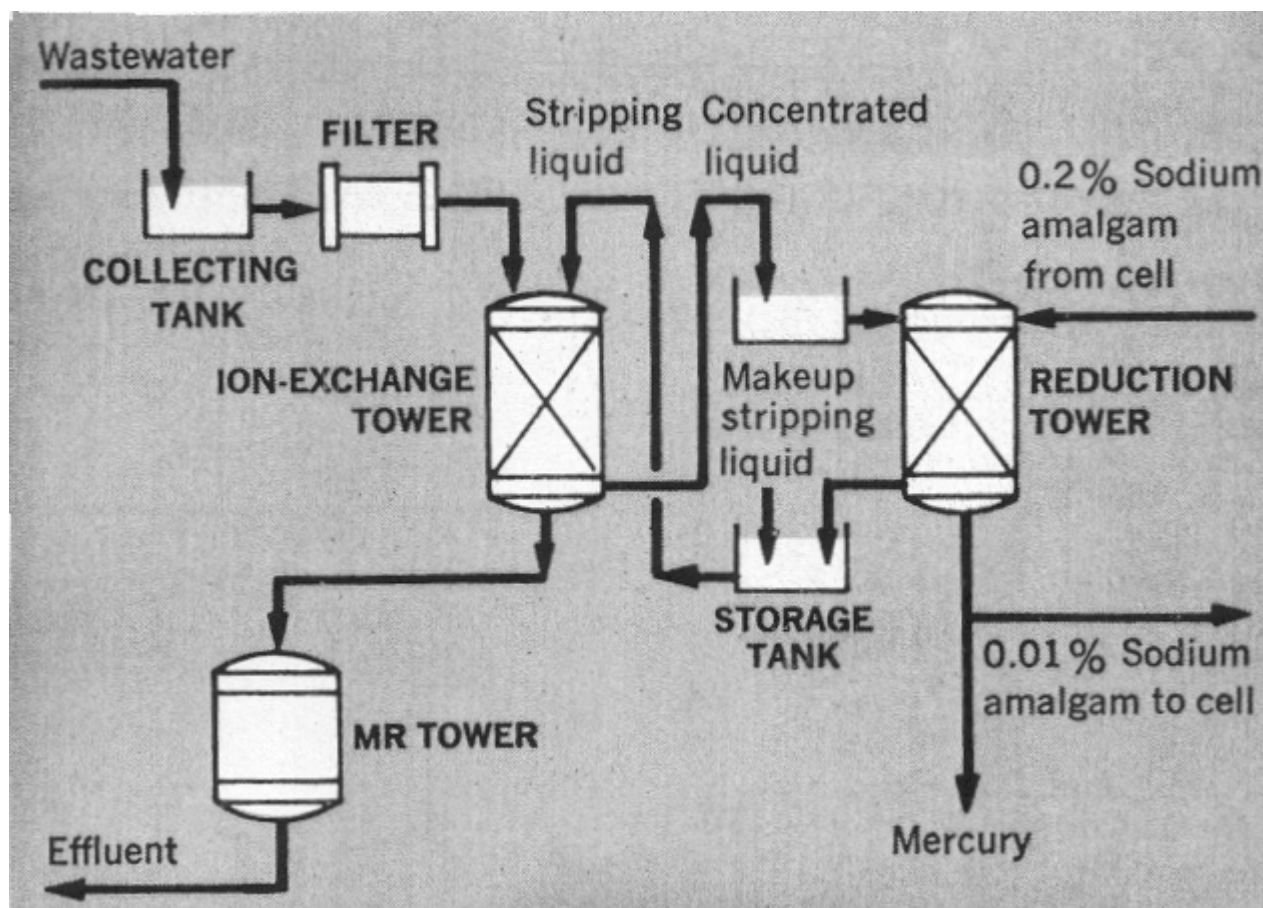 Wastewater
FILTER
Stripping
liquid
Concentrated
liquid
0.2% Sodium
amalgam
from cell
COLLECTING
TANK
ION-EXCHANGE
TOWER
Makeup
stripping
liquid
REDUCTION
TOWER
STORAGE
TANK
0.01% Sodium
amalgam to cell
MR TOWER
Mercury
Effluent